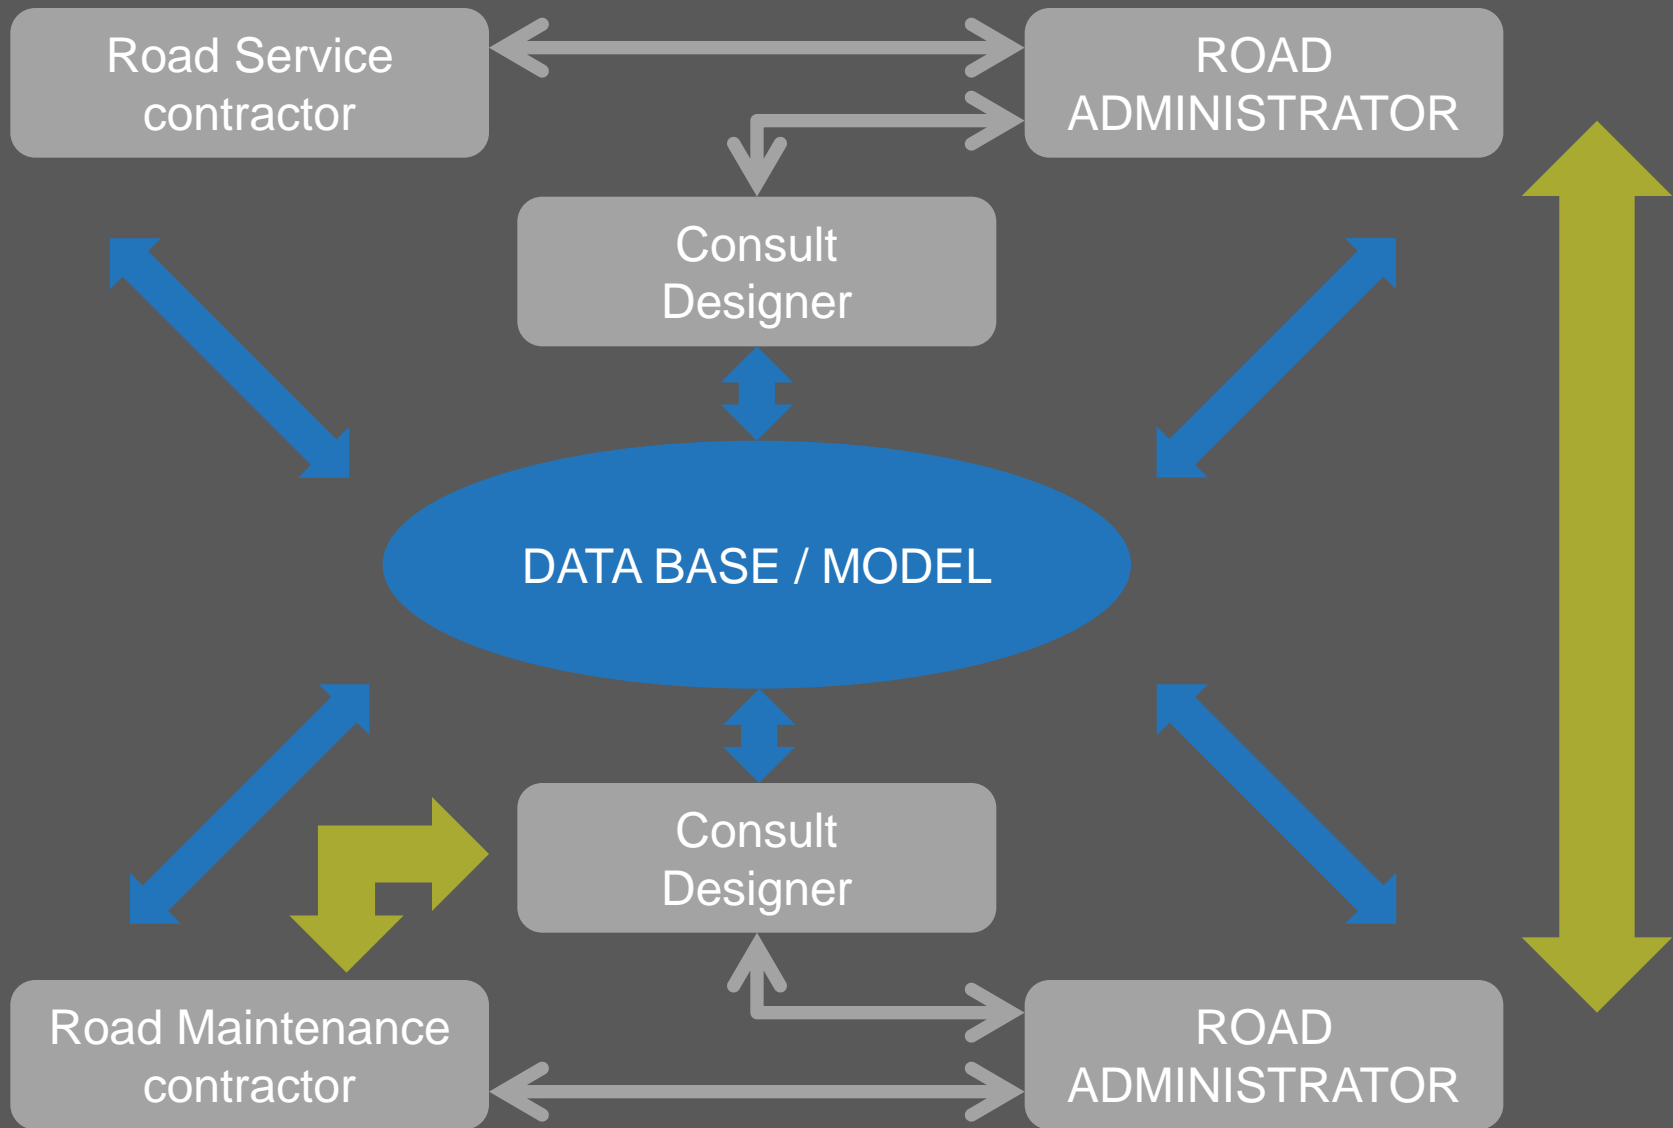 Road Service
contractor
ROAD
ADMINISTRATOR
Consult
Designer
DATA BASE / MODEL
Consult
Designer
Road Maintenance
contractor
ROAD
ADMINISTRATOR